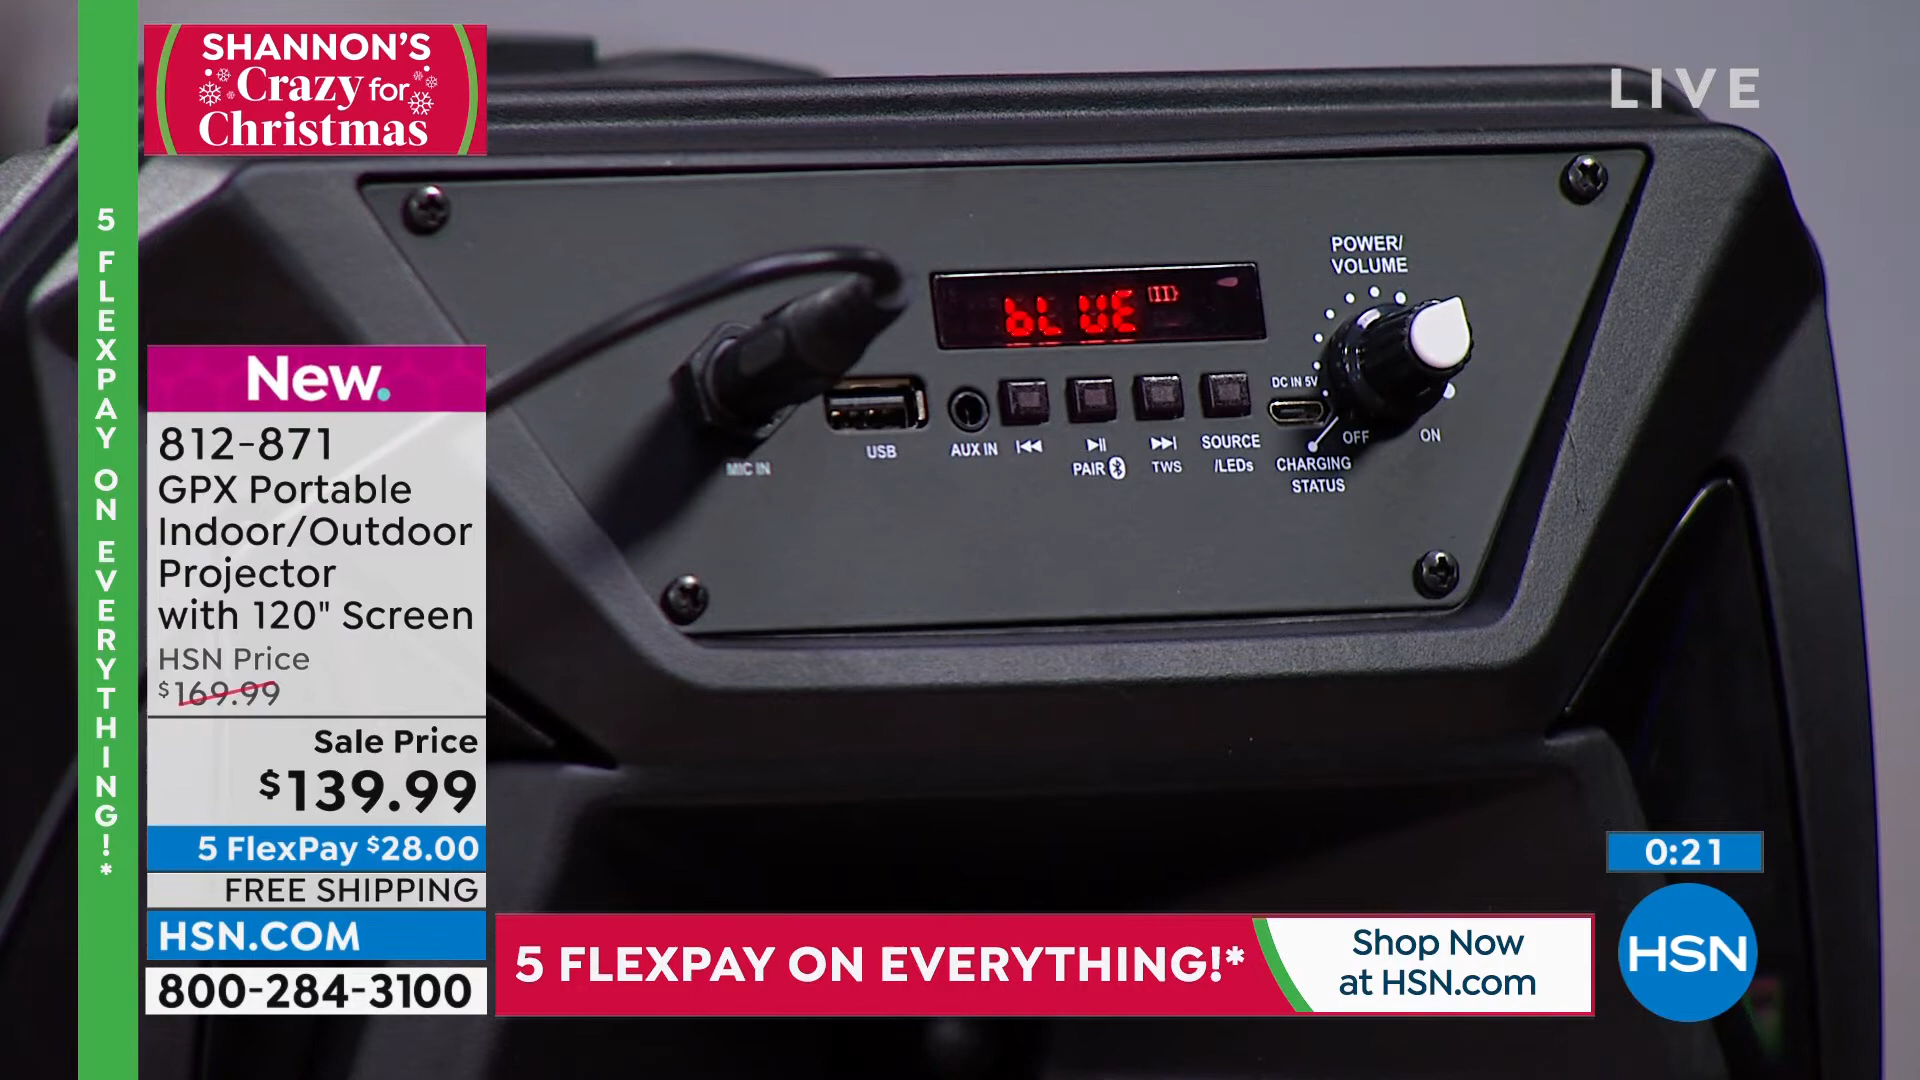 SHANNON'S
Crazy for
Christmas
LIVE
5 FLEXPAY ON EVERYTHING!*
New.
812-871
GPX Portable
Indoor/Outdoor
Projector
with 120" Screen
HSN Price
$169.99
Sale Price
$139.99
5 FlexPay $28.00
FREE SHIPPING
HSN.COM
800-284-3100
POWER/
VOLUME
bLUE
DC IN 5V
OFF
ON
MIC IN
USB
AUX IN
PAIR
TWS
SOURCE
/LEDs
CHARGING
STATUS
5 FLEXPAY ON EVERYTHING!*
Shop Now
at HSN.com
0:21
HSN